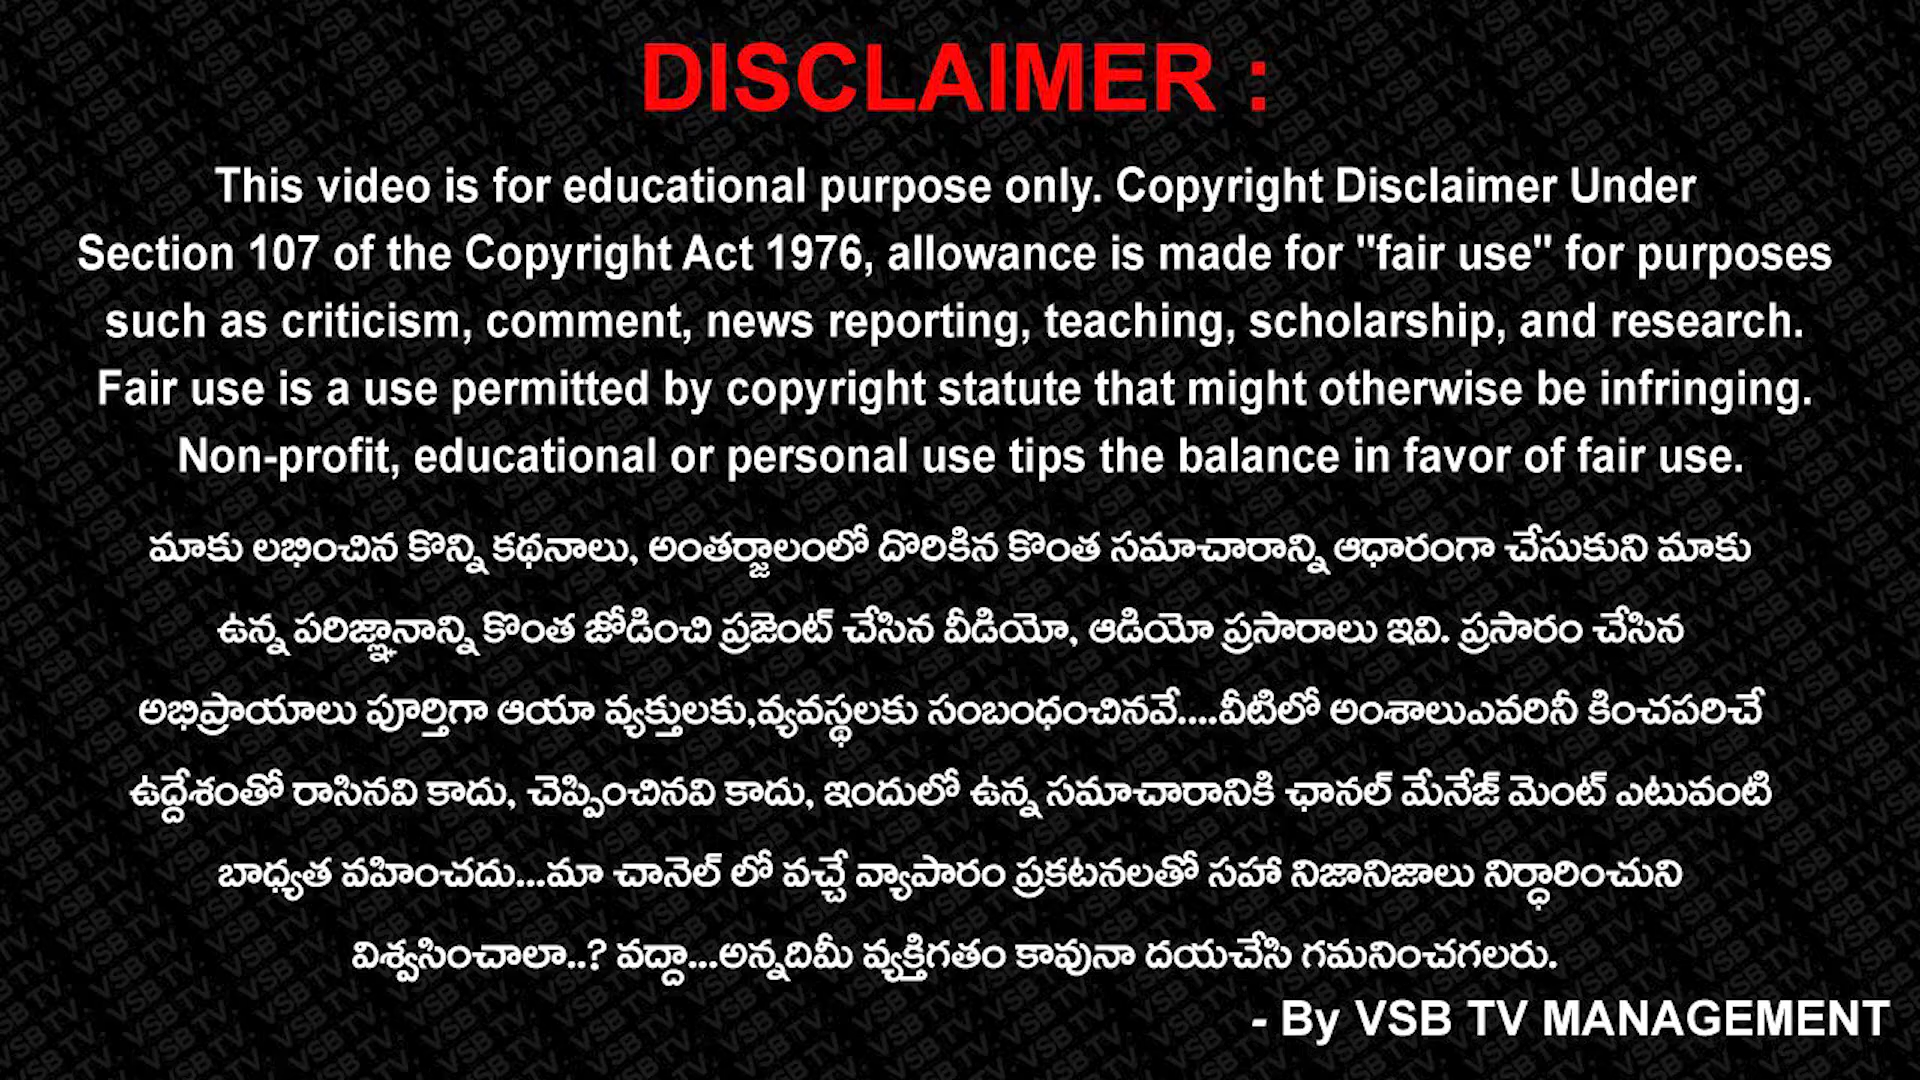 DISCLAIMER :
This video is for educational purpose only. Copyright Disclaimer Under
Section 107 of the Copyright Act 1976, allowance is made for "fair use" for purposes
such as criticism, comment, news reporting, teaching, scholarship, and research.
Fair use is a use permitted by copyright statute that might otherwise be infringing.
Non-profit, educational or personal use tips the balance in favor of fair use.
మాకు లభించిన కొన్ని కథనాలు, అంతర్జాలంలో దొరికిన కొంత సమాచారాన్ని ఆధారంగా చేసుకుని మాకు
ఉన్న పరిజ్ఞానాన్ని కొంత జోడించి ప్రజెంట్ చేసిన వీడియో, ఆడియో ప్రసారాలు ఇవి. ప్రసారం చేసిన
అభిప్రాయాలు పూర్తిగా ఆయా వ్యక్తులకు,వ్యవస్థలకు సంబంధంచినవే....వీటిలో అంశాలుఎవరినీ కించపరిచే
ఉద్దేశంతో రాసినవి కాదు, చెప్పించినవి కాదు, ఇందులో ఉన్న సమాచారానికి ఛానల్ మేనేజ్ మెంట్ ఎటువంటి
బాధ్యత వహించదు...మా చానెల్ లో వచ్చే వ్యాపారం ప్రకటనలతో సహా నిజానిజాలు నిర్ధారించుని
విశ్వసించాలా..? వద్దా...అన్నదిమీ వ్యక్తిగతం కావునా దయచేసి గమనించగలరు.
- By VSB TV MANAGEMENT